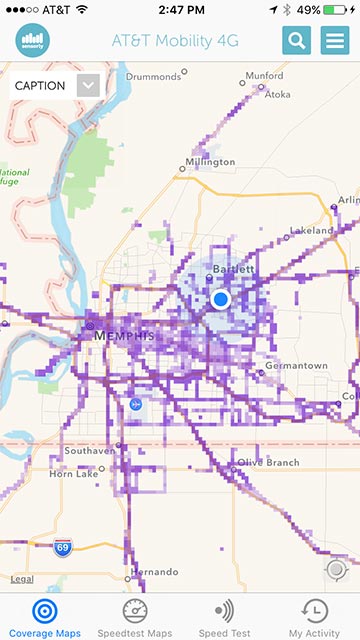 AT&T 2:47 PM 49%
sensorly
AT&T Mobility 4G
CAPTION
Drummonds
Munford
Atoka
Millington
National
fuge
Arlin
Lakeland
Bartlett
MEMPHIS
Germantown
Col
Southaven
Horn Lake
Olive Branch
69
Hernando
Legal
Coverage Maps Speedtest Maps Speed Test My Activity